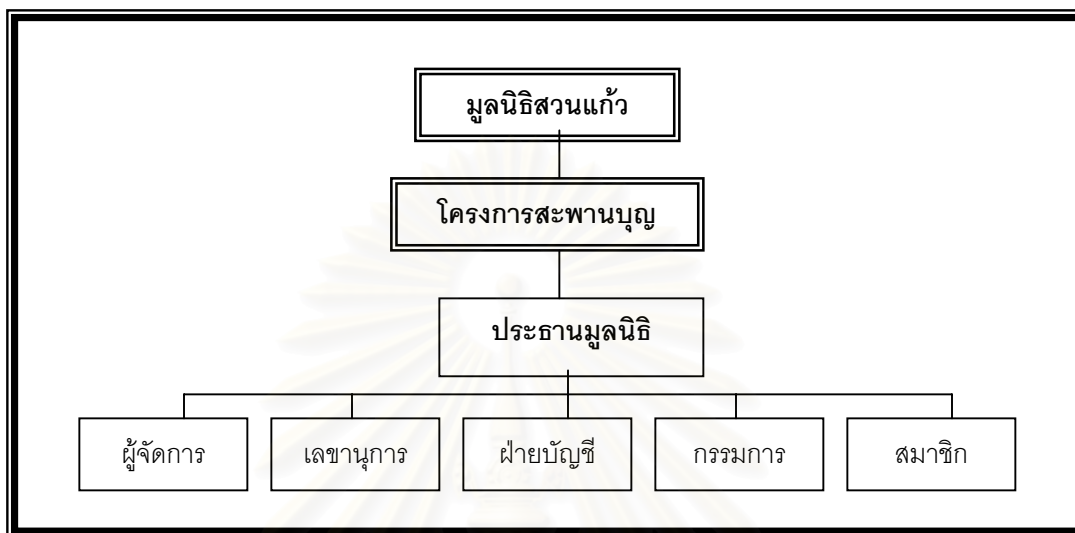 มูลนิธิสวนแก้ว
โครงการสะพานบุญ
ประธานมูลนิธิ
ผู้จัดการ
เลขานุการ
ฝ่ายบัญชี
กรรมการ
สมาชิก